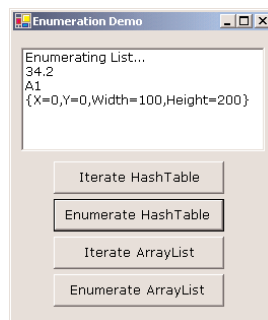 Enumeration Demo
Enumerating List...
34.2
A1
{X=0,Y=0,Width=100,Height=200}
Iterate HashTable
Enumerate HashTable
Iterate ArrayList
Enumerate ArrayList